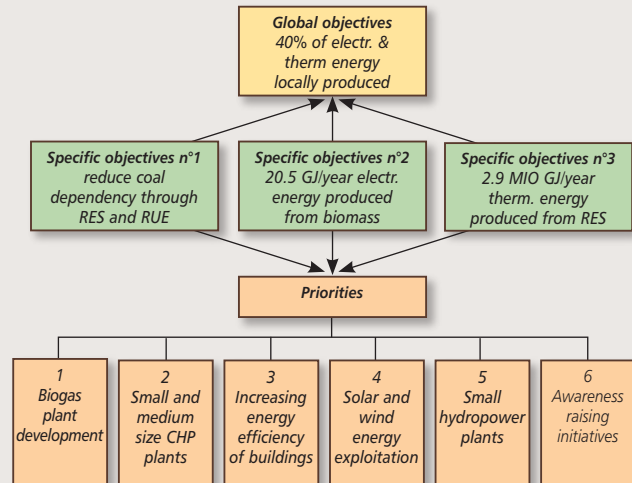 Global objectives
40% of electr. &
therm energy
locally produced
Specific objectives n°1
reduce coal
dependency through
RES and RUE
Specific objectives n°2
20.5 GJ/year electr.
energy produced
from biomass
Specific objectives n°3
2.9 MIO GJ/year
therm. energy
produced from RES
Priorities
1
Biogas
plant
development
2
Small and
medium
size CHP
plants
3
Increasing
energy
efficiency
of buildings
4
Solar and
wind
energy
exploitation
5
Small
hydropower
plants
6
Awareness
raising
initiatives